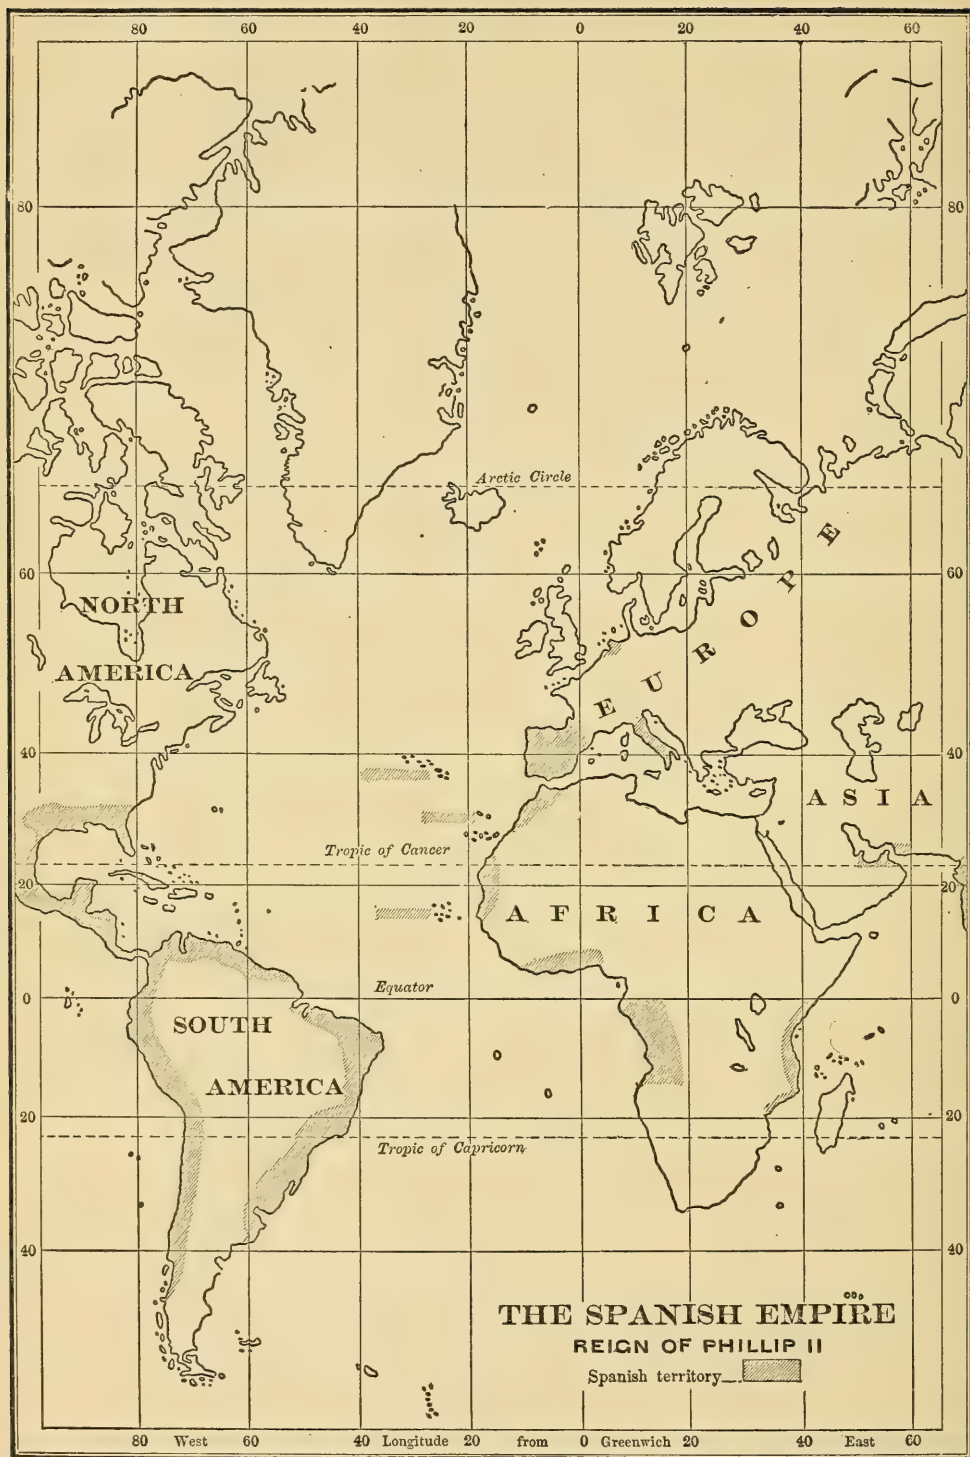 80 60 40 20 0 20 40 60
80 80
Arctic Circle
60 60
NORTH
AMERICA
EUROPE
40 40
ASIA
Tropic of Cancer
20 20
AFRICA
Equator
0 0
SOUTH
AMERICA
20 20
Tropic of Capricorn
40 40
THE SPANISH EMPIRE
REIGN OF PHILLIP II
Spanish territory
80 West 60 40 Longitude 20 from 0 Greenwich 20 40 East 60